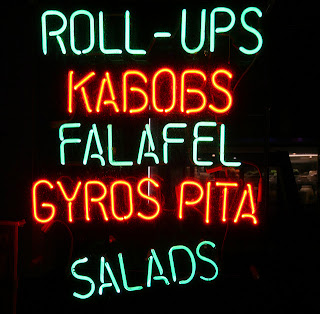 ROLL-UPS
KABOBS
FALAFEL
GYROS PITA
SALADS